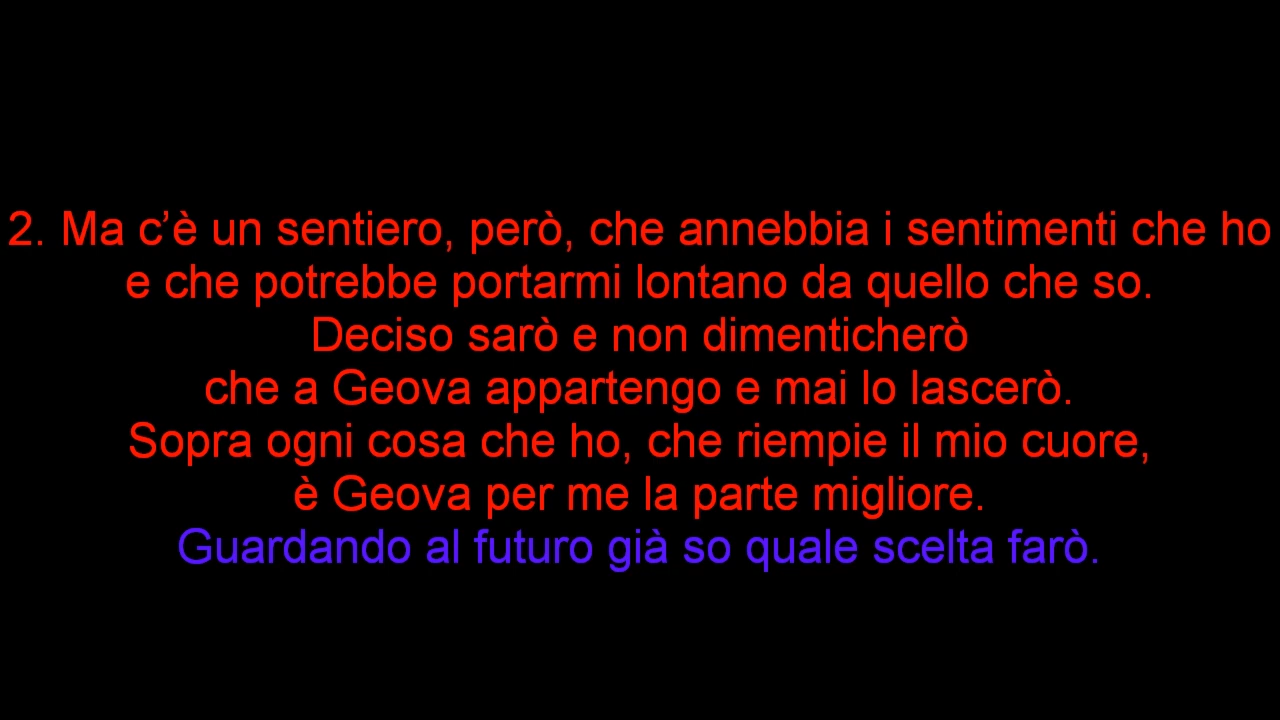 2. Ma c’è un sentiero, però, che annebbia i sentimenti che ho
e che potrebbe portarmi lontano da quello che so.
Deciso sarò e non dimenticherò
che a Geova appartengo e mai lo lascerò.
Sopra ogni cosa che ho, che riempie il mio cuore,
è Geova per me la parte migliore.
Guardando al futuro già so quale scelta farò.